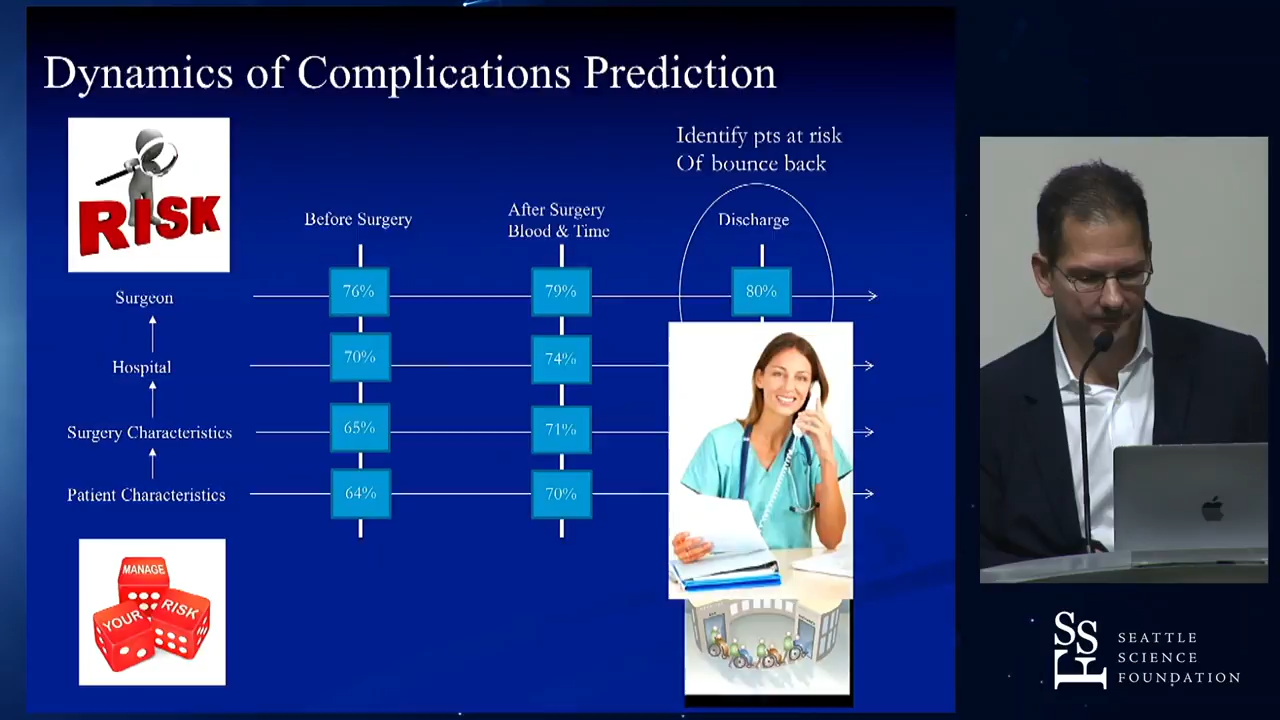 Dynamics of Complications Prediction
Identify pts at risk
Of bounce back
RISK
Before Surgery
After Surgery
Blood & Time
Discharge
Surgeon
76%
79%
80%
Hospital
70%
74%
Surgery Characteristics
65%
71%
Patient Characteristics
64%
70%
MANAGE
YOUR
RISK
SSF
SEATTLE
SCIENCE
FOUNDATION